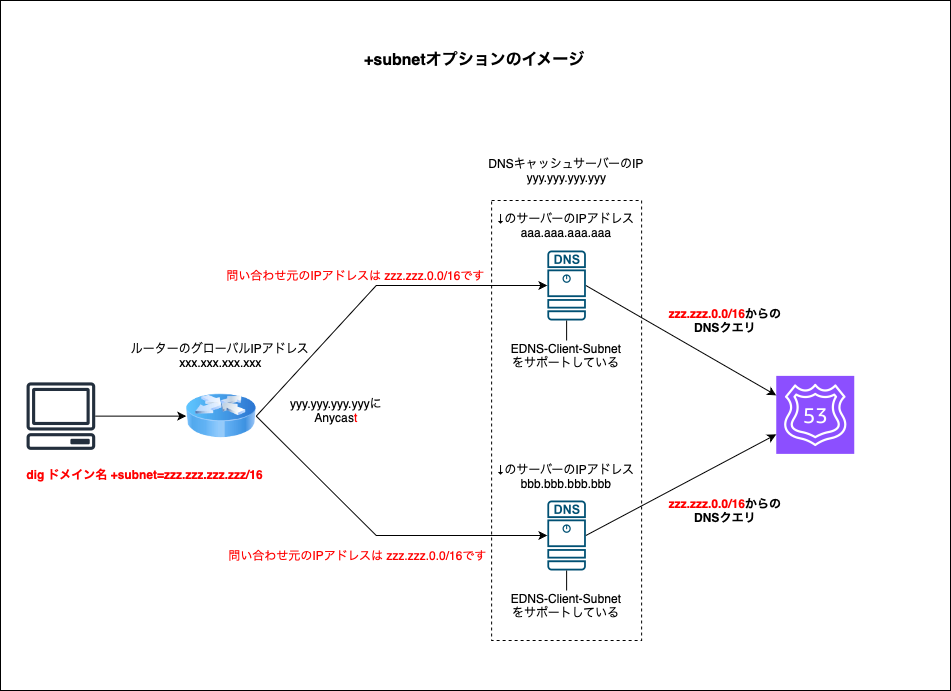 +subnetオプションのイメージ
DNSキャッシュサーバーのIP
yyy.yyy.yyy.yyy
↓のサーバーのIPアドレス
aaa.aaa.aaa.aaa
DNS
問い合わせ元のIPアドレスは zzz.zzz.0.0/16です
EDNS-Client-Subnet
をサポートしている
zzz.zzz.0.0/16からの
DNSクエリ
ルーターのグローバルIPアドレス
xxx.xxx.xxx.xxx
yyy.yyy.yyy.yyyに
Anycast
53
dig ドメイン名 +subnet=zzz.zzz.zzz.zzz/16
↓のサーバーのIPアドレス
bbb.bbb.bbb.bbb
DNS
zzz.zzz.0.0/16からの
DNSクエリ
問い合わせ元のIPアドレスは zzz.zzz.0.0/16です
EDNS-Client-Subnet
をサポートしている